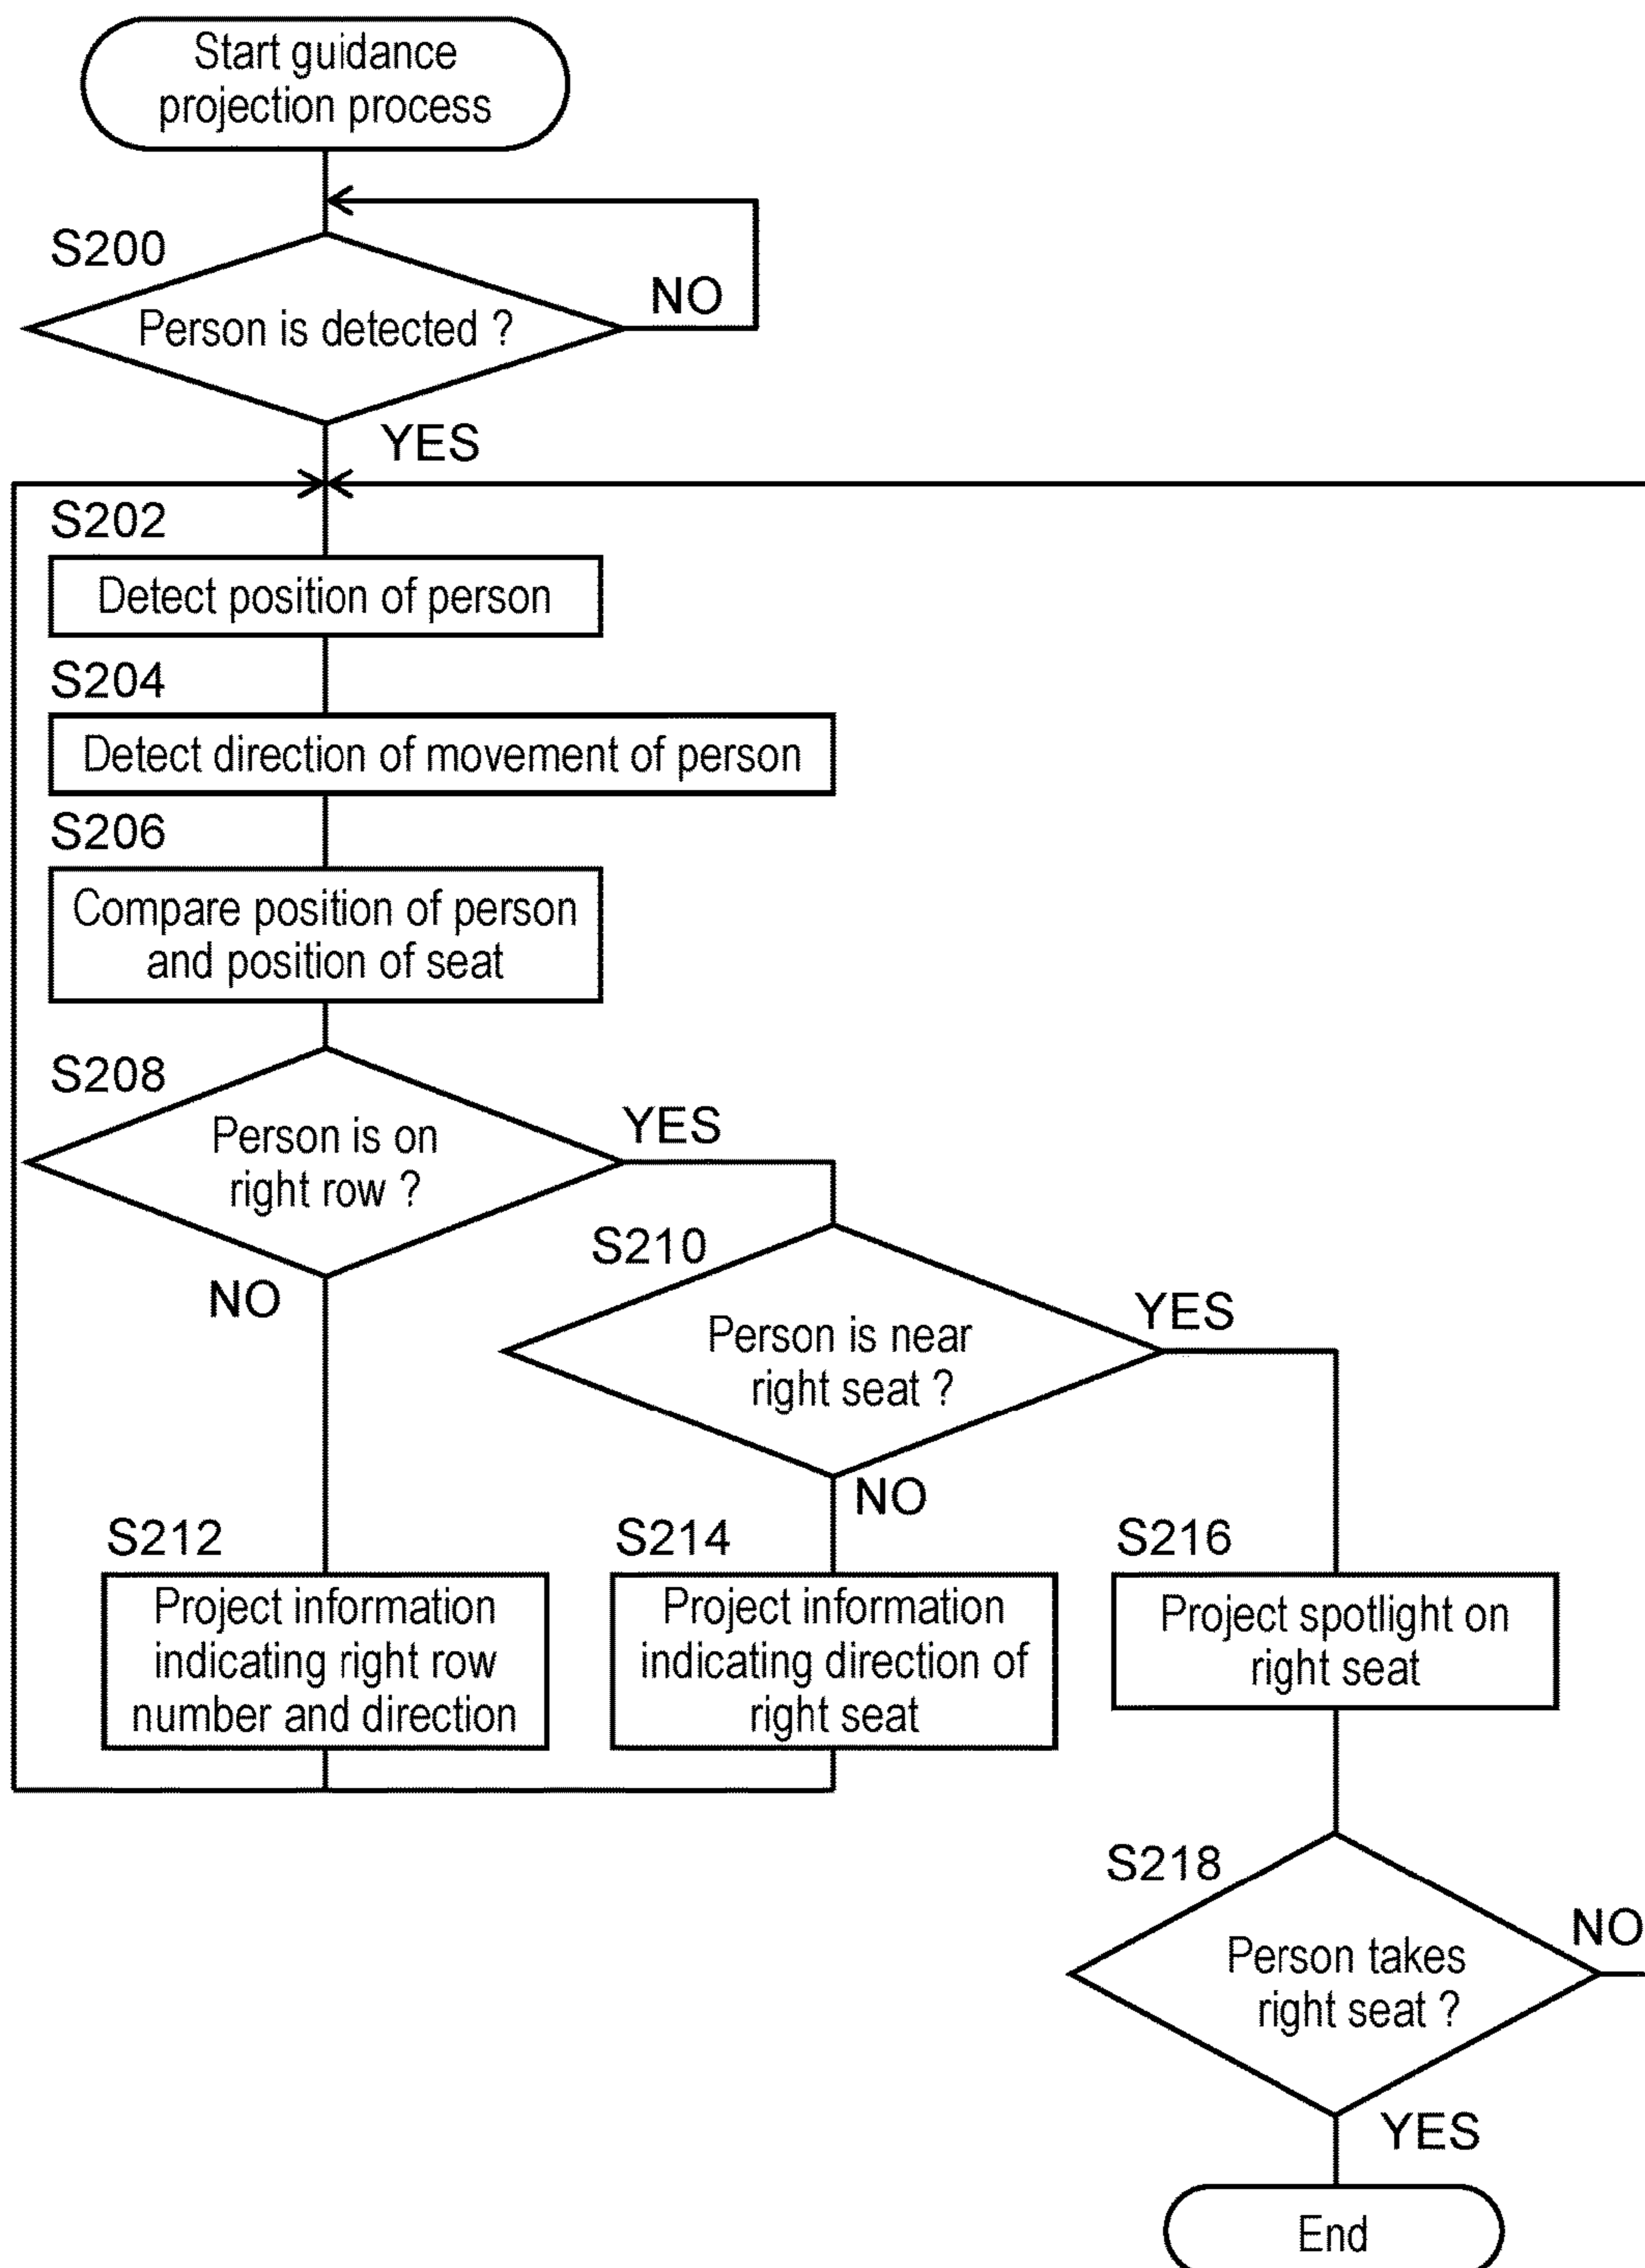 Start guidance
projection process
S200
Person is detected ?
NO
YES
S202
Detect position of person
S204
Detect direction of movement of person
S206
Compare position of person
and position of seat
S208
Person is on
right row ?
YES
NO
S210
Person is near
right seat ?
YES
NO
S212
Project information
indicating right row
number and direction
S214
Project information
indicating direction of
right seat
S216
Project spotlight on
right seat
S218
Person takes
right seat ?
NO
YES
End